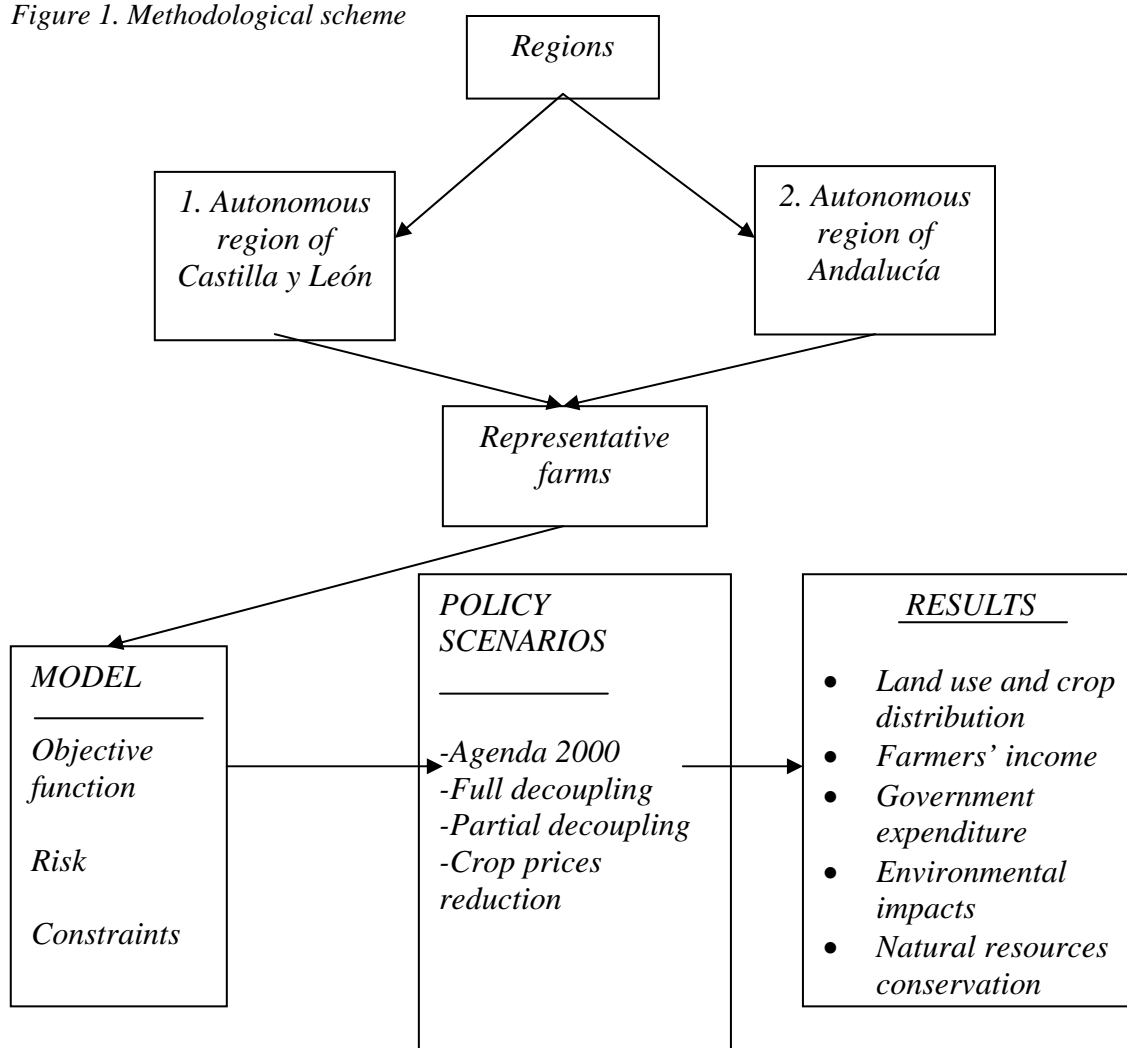 Figure 1. Methodological scheme
Regions
1. Autonomous
region of
Castilla y León
2. Autonomous
region of
Andalucía
Representative
farms
MODEL
Objective
function
Risk
Constraints
POLICY
SCENARIOS
-Agenda 2000
-Full decoupling
-Partial decoupling
-Crop prices
reduction
RESULTS
• Land use and crop
distribution
• Farmers’ income
• Government
expenditure
• Environmental
impacts
• Natural resources
conservation